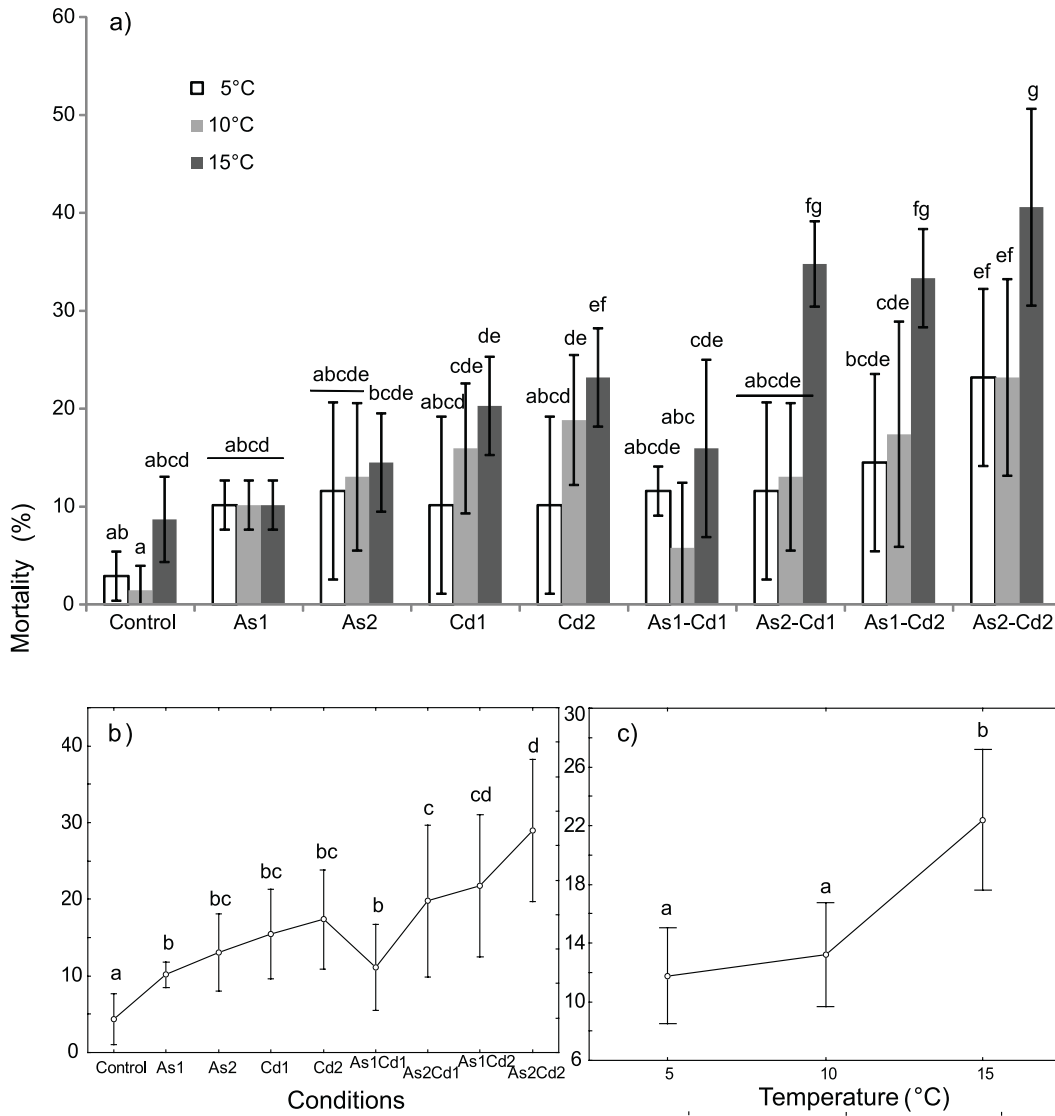 a)
5°C
10°C
15°C
Mortality (%)
60
50
40
30
20
10
0
ab
a
abcd
abcd
abcde
bcde
abcd
cde
de
abcd
de
ef
abcde
abc
cde
abcde
fg
bcde
cde
fg
ef
ef
g
Control As1 As2 Cd1 Cd2 As1-Cd1 As2-Cd1 As1-Cd2 As2-Cd2
b)
40
30
20
10
0
a
b
bc
bc
bc
b
c
cd
d
Control As1 As2 Cd1 Cd2 As1Cd1 As2Cd1 As1Cd2 As2Cd2
Conditions
c)
30
26
22
18
14
10
6
a
a
b
5 10 15
Temperature (°C)